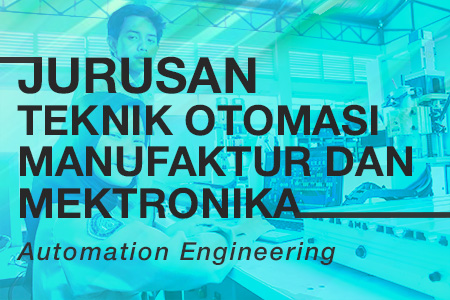 JURUSAN
TEKNIK OTOMASI
MANUFAKTUR DAN
MEKTRONIKA
Automation Engineering